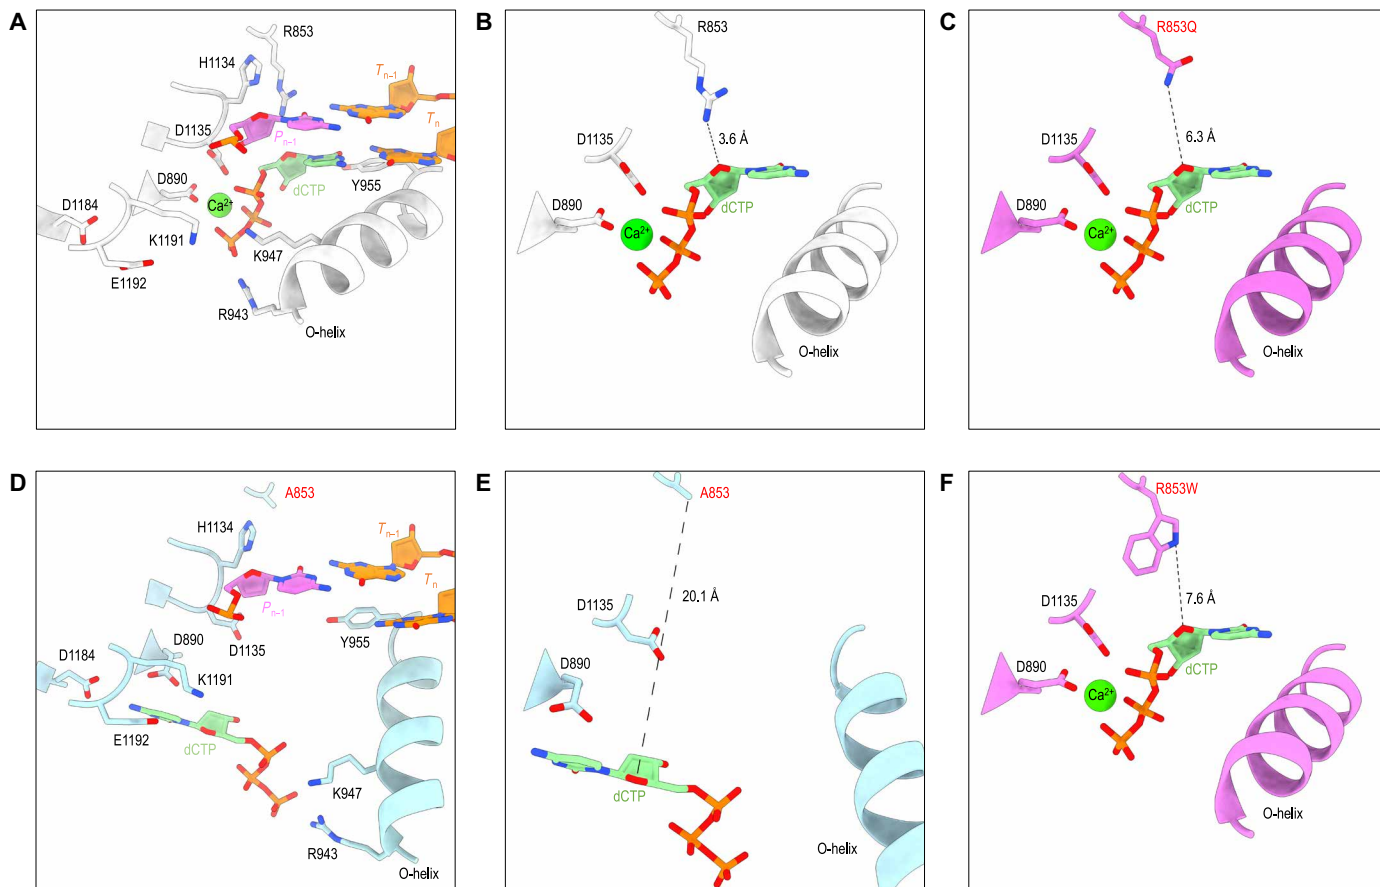 A
R853
H1134
Tn–1
D1135
Pn–1
Tn
D890
dCTP
Y955
D1184
Ca2+
K1191
K947
E1192
R943
O-helix
B
R853
D1135
3.6 Å
D890
dCTP
Ca2+
O-helix
C
R853Q
D1135
6.3 Å
D890
dCTP
Ca2+
O-helix
D
A853
H1134
Tn–1
Tn
Pn–1
D890
D1135
Y955
D1184
K1191
E1192
dCTP
K947
R943
O-helix
E
A853
20.1 Å
D1135
D890
dCTP
O-helix
F
R853W
D1135
7.6 Å
D890
dCTP
Ca2+
O-helix